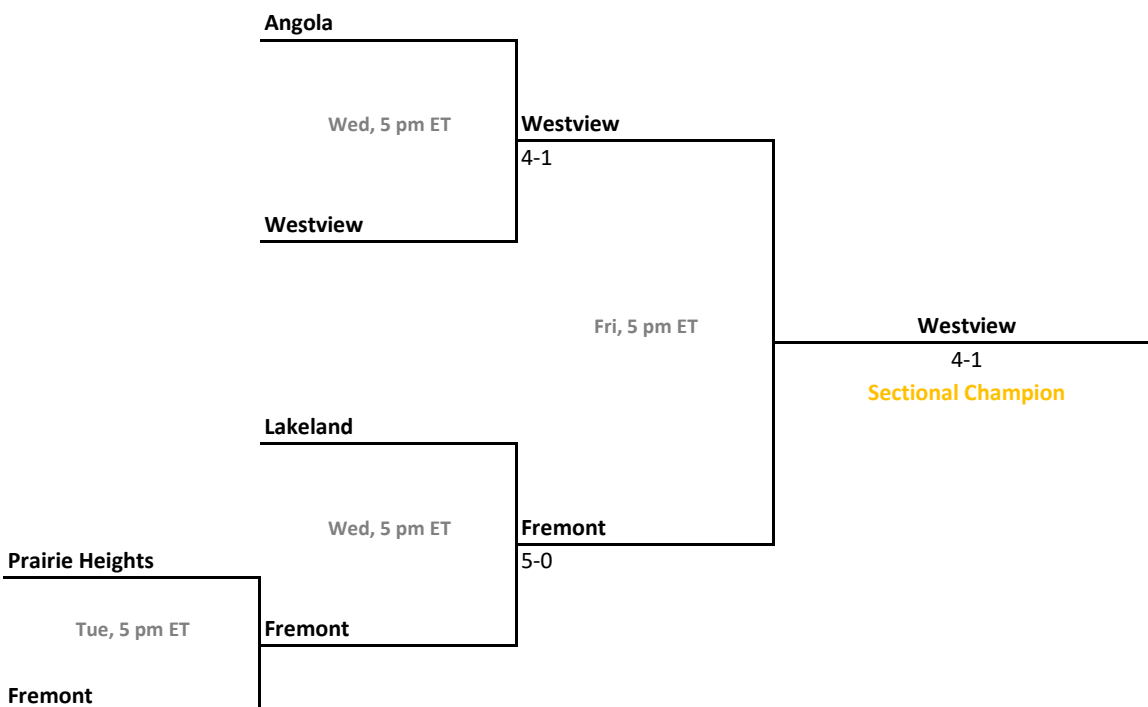 Angola
Wed, 5 pm ET
Westview
4-1
Westview
Fri, 5 pm ET
Westview
4-1
Sectional Champion
Lakeland
Wed, 5 pm ET
Fremont
5-0
Prairie Heights
Tue, 5 pm ET
Fremont
Fremont